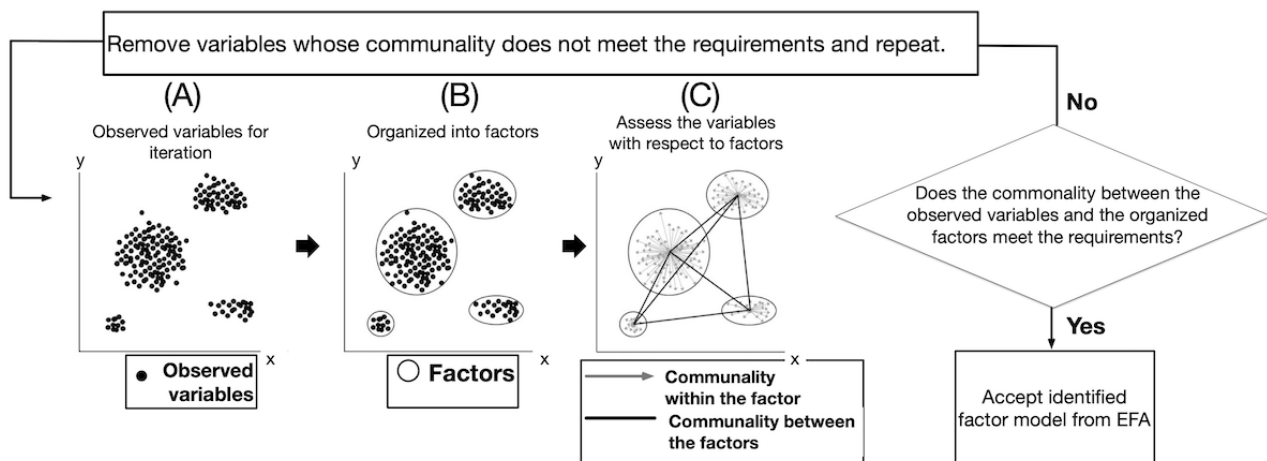 Remove variables whose communality does not meet the requirements and repeat.
(A)
Observed variables for
iteration
y
x
Observed
variables
(B)
Organized into factors
y
x
Factors
(C)
Assess the variables
with respect to factors
y
x
Communality
within the factor
Communality between
the factors
No
Does the commonality between the
observed variables and the organized
factors meet the requirements?
Yes
Accept identified
factor model from EFA